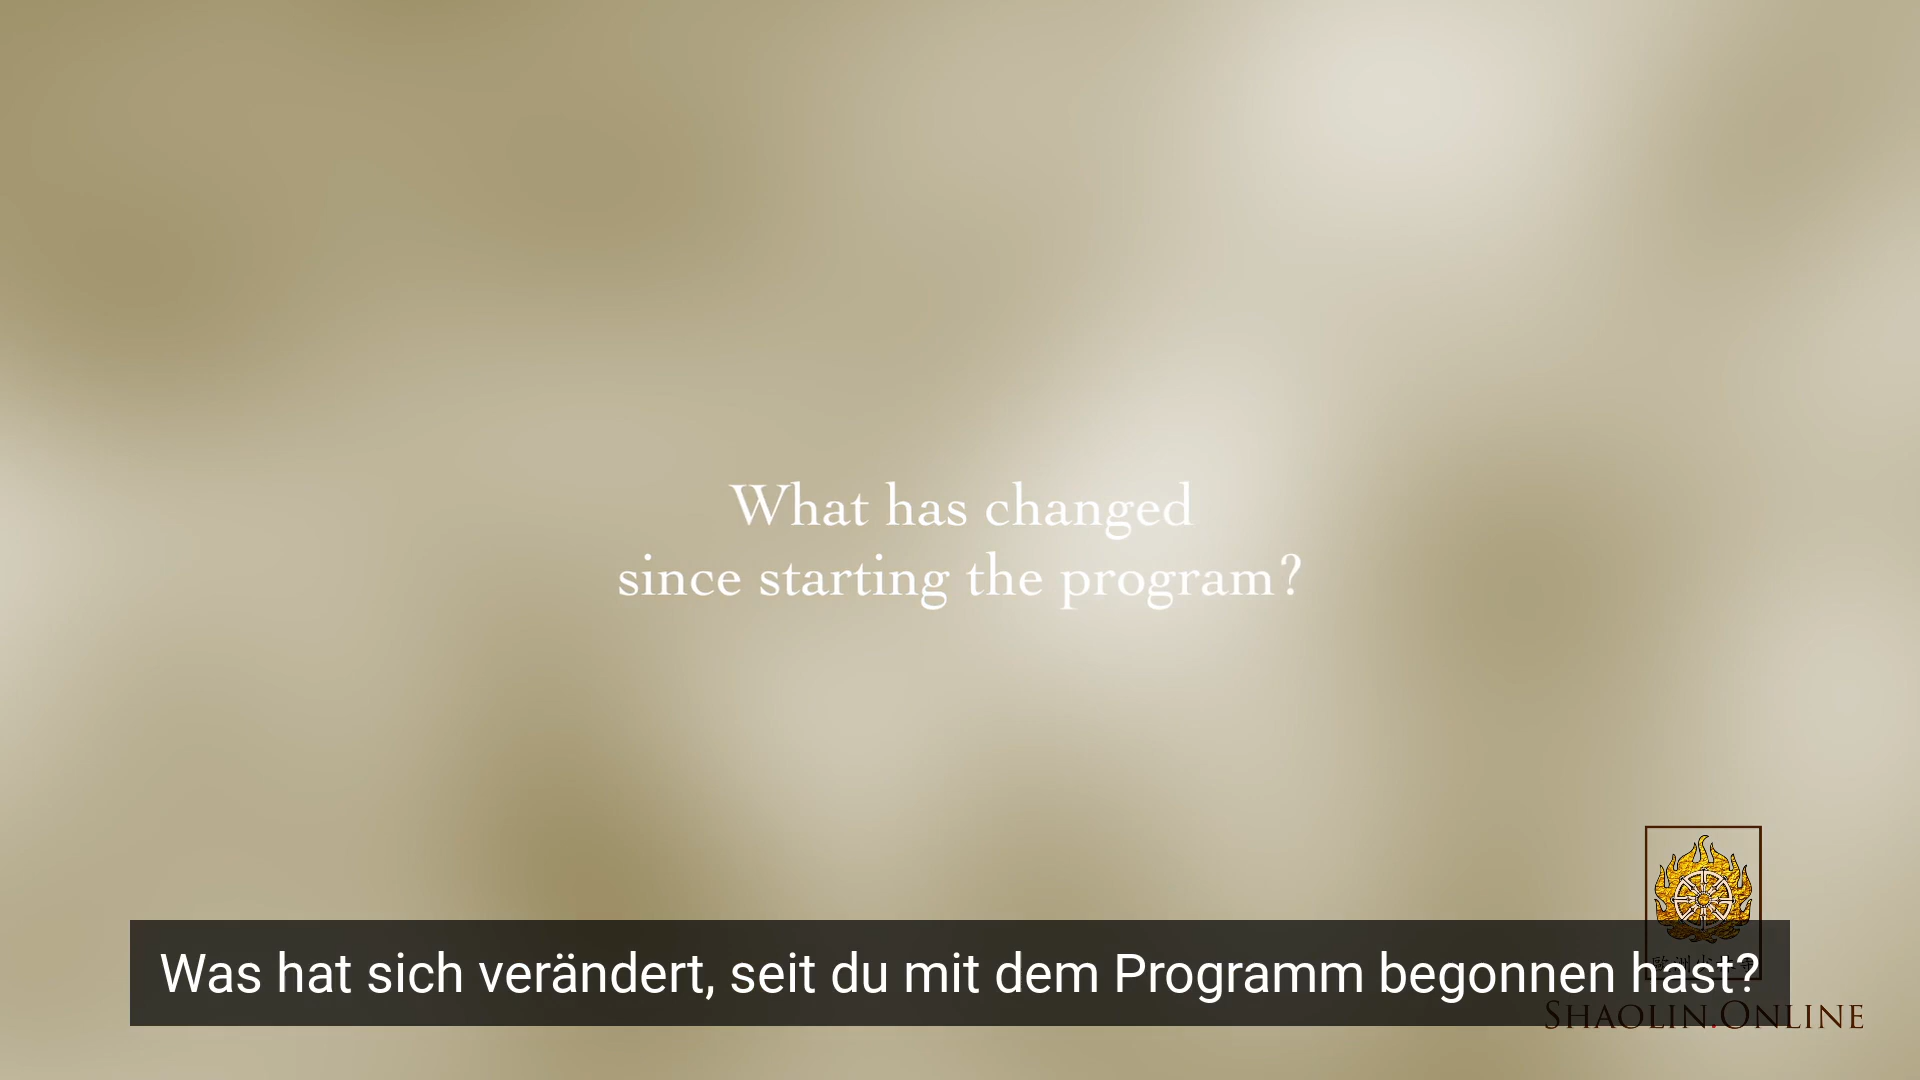 What has changed
since starting the program?
Was hat sich verändert, seit du mit dem Programm begonnen hast?
SHAOLIN.ONLINE